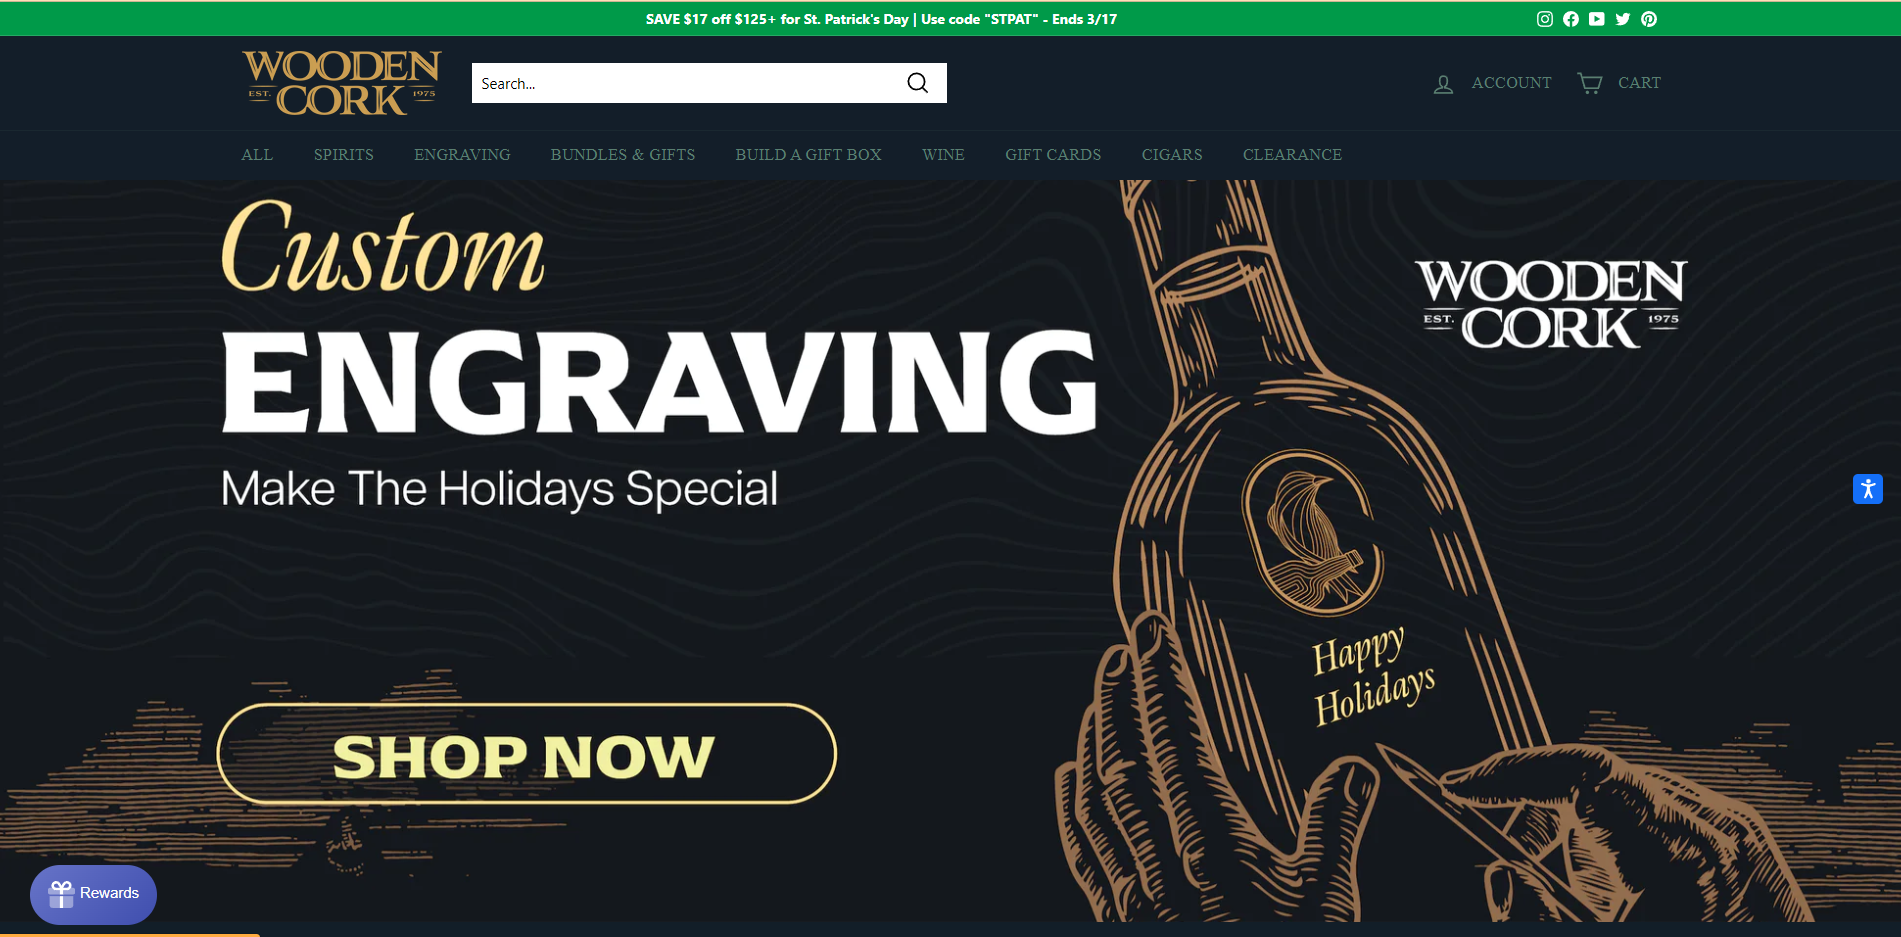 SAVE $17 off $125+ for St. Patrick's Day | Use code "STPAT" - Ends 3/17
WOODEN
EST. CORK 1975
Search...
ACCOUNT
CART
ALL SPIRITS ENGRAVING BUNDLES & GIFTS BUILD A GIFT BOX WINE GIFT CARDS CIGARS CLEARANCE
Custom
ENGRAVING
Make The Holidays Special
SHOP NOW
WOODEN
EST. CORK 1975
Happy
Holidays
Rewards